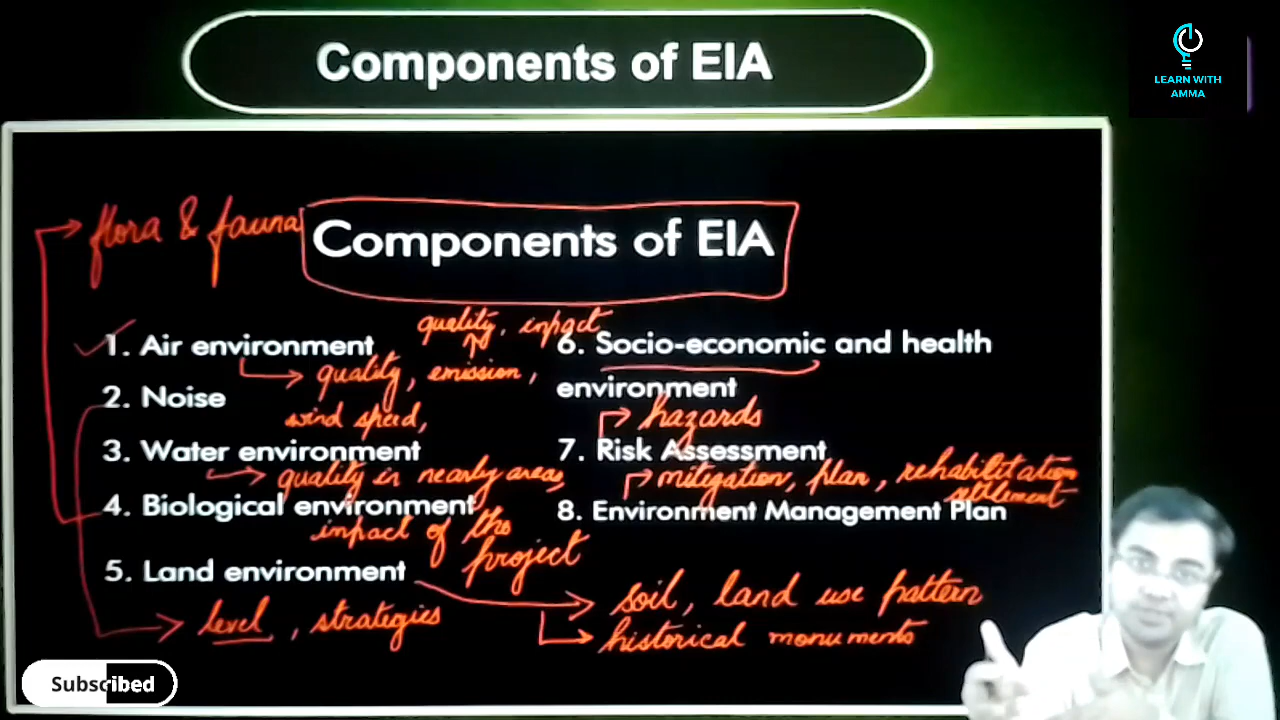 Components of EIA
LEARN WITH
AMMA
flora & fauna
Components of EIA
quality, impact
1. Air environment
quality, emission,
2. Noise
wind speed,
3. Water environment
quality in nearly areas,
4. Biological environment
impact of the
project
5. Land environment
level, strategies
soil, land use pattern
historical monuments
6. Socio-economic and health
environment
hazards
7. Risk Assessment
mitigation, plan, rehabilitation
settlement
8. Environment Management Plan
Subscribed